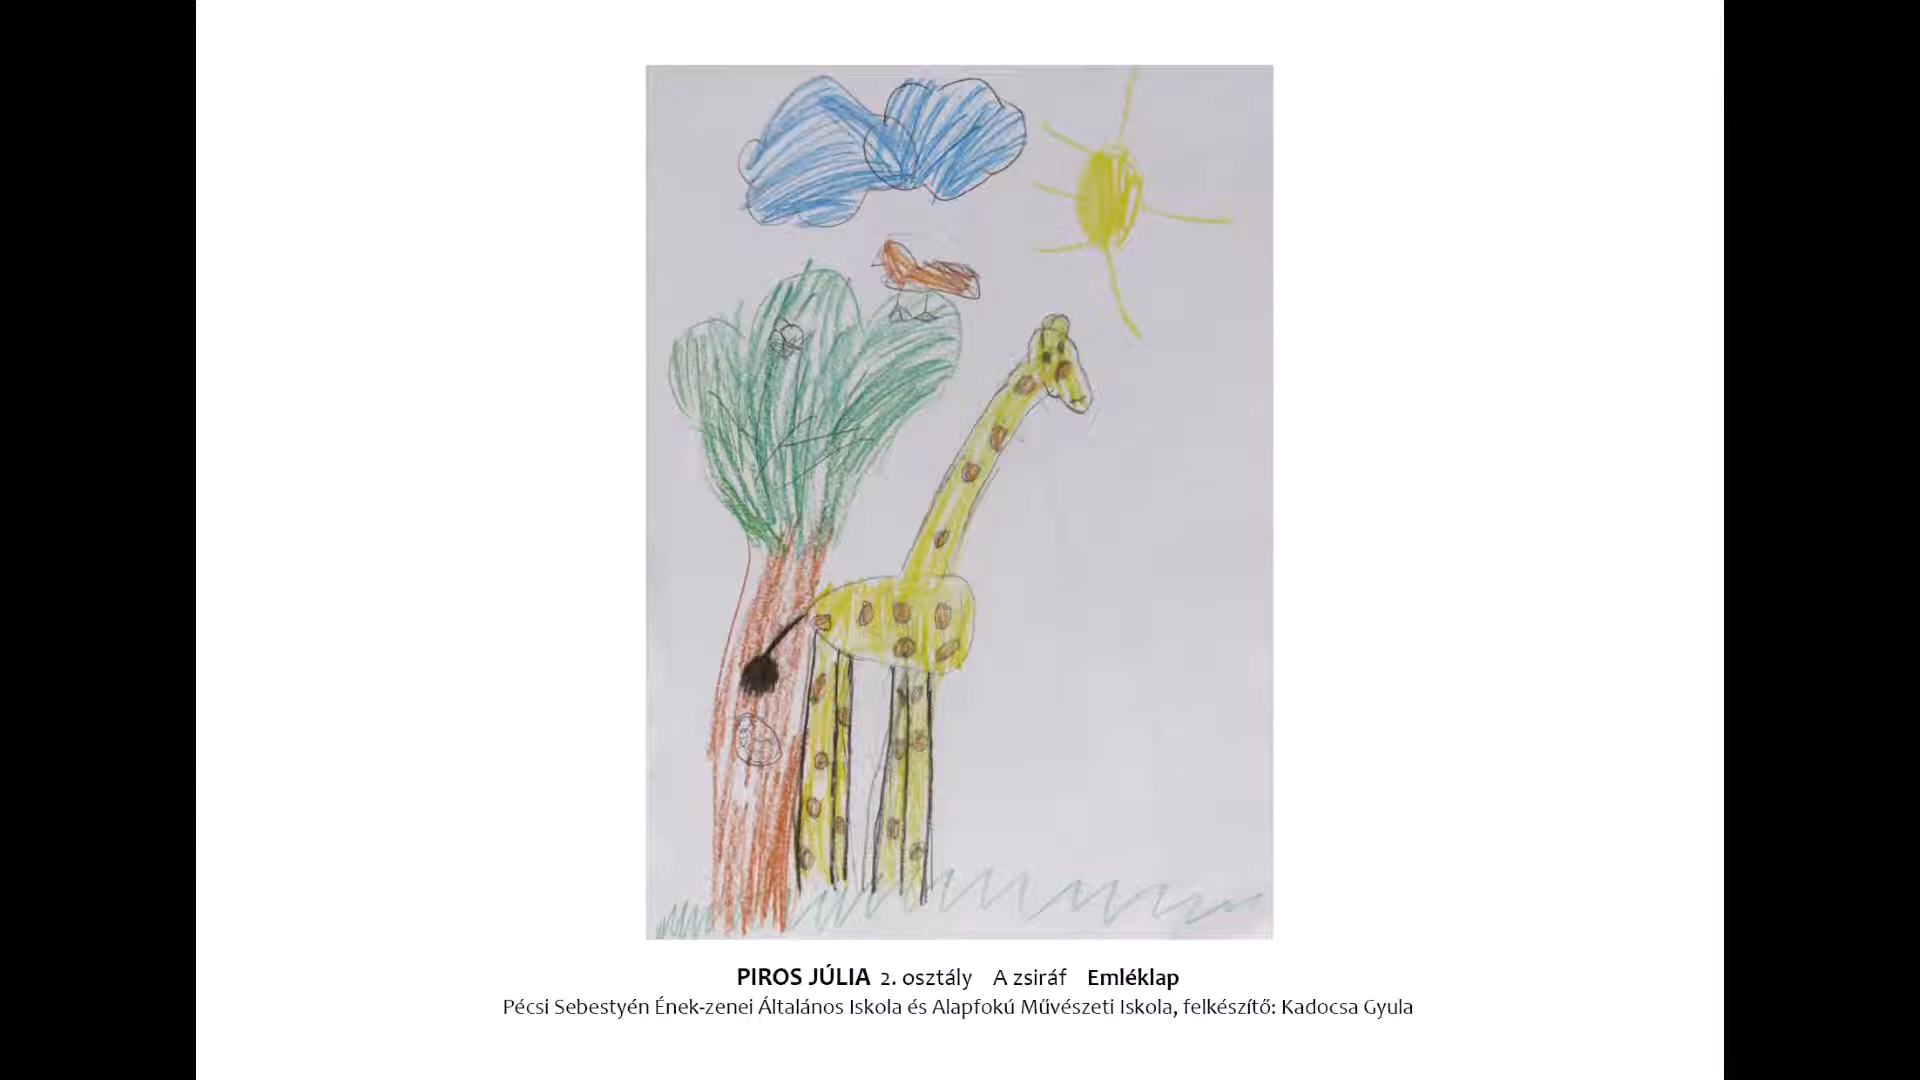 PIROS JÚLIA 2. osztály A zsiráf Emléklap
Pécsi Sebestyén Ének-zenei Általános Iskola és Alapfokú Művészeti Iskola, felkészítő: Kadocsa Gyula